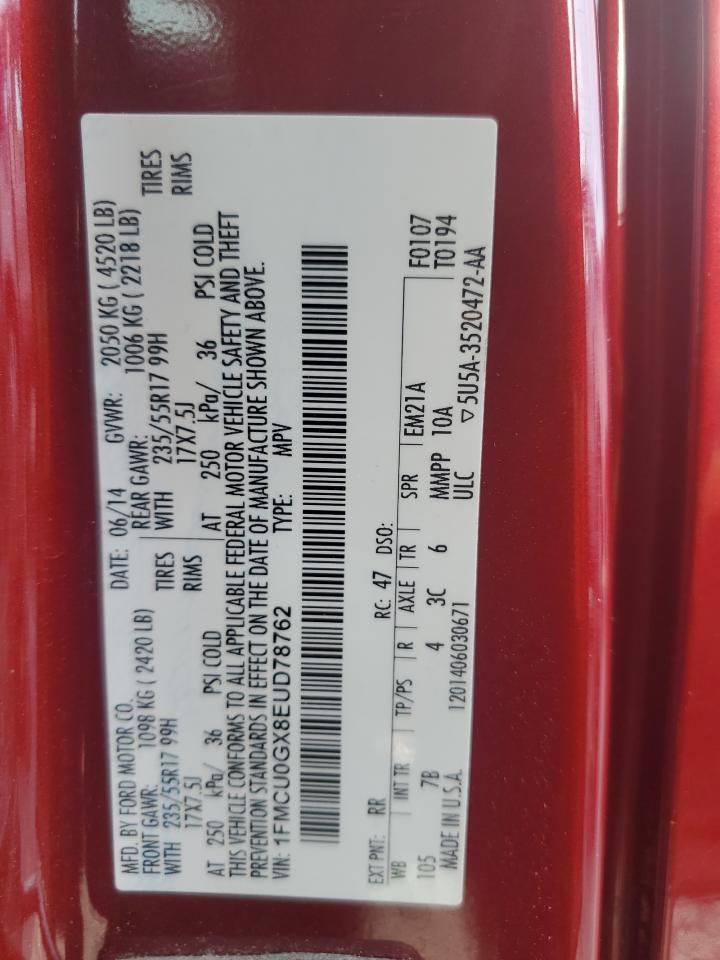 MFD. BY FORD MOTOR CO. DATE: 06/14 GVWR: 2050 KG ( 4520 LB)
FRONT GAWR: 1098 KG ( 2420 LB) REAR GAWR: 1006 KG ( 2218 LB)
WITH 235/55R17 99H TIRES WITH 235/55R17 99H TIRES
17X7.5J RIMS 17X7.5J RIMS
AT 250 kPa/ 36 PSI COLD AT 250 kPa/ 36 PSI COLD
THIS VEHICLE CONFORMS TO ALL APPLICABLE FEDERAL MOTOR VEHICLE SAFETY AND THEFT
PREVENTION STANDARDS IN EFFECT ON THE DATE OF MANUFACTURE SHOWN ABOVE.
VIN: 1FMCU0GX8EUD78762 TYPE: MPV
EXT PNT: RR RC: 47 DSO: F0107
WB INT TR TP/PS R AXLE TR SPR EM21A T0194
105 7B 4 3C 6 MMPP 10A
MADE IN U.S.A. 1201406030671 ULC ▽5U5A-3520472-AA